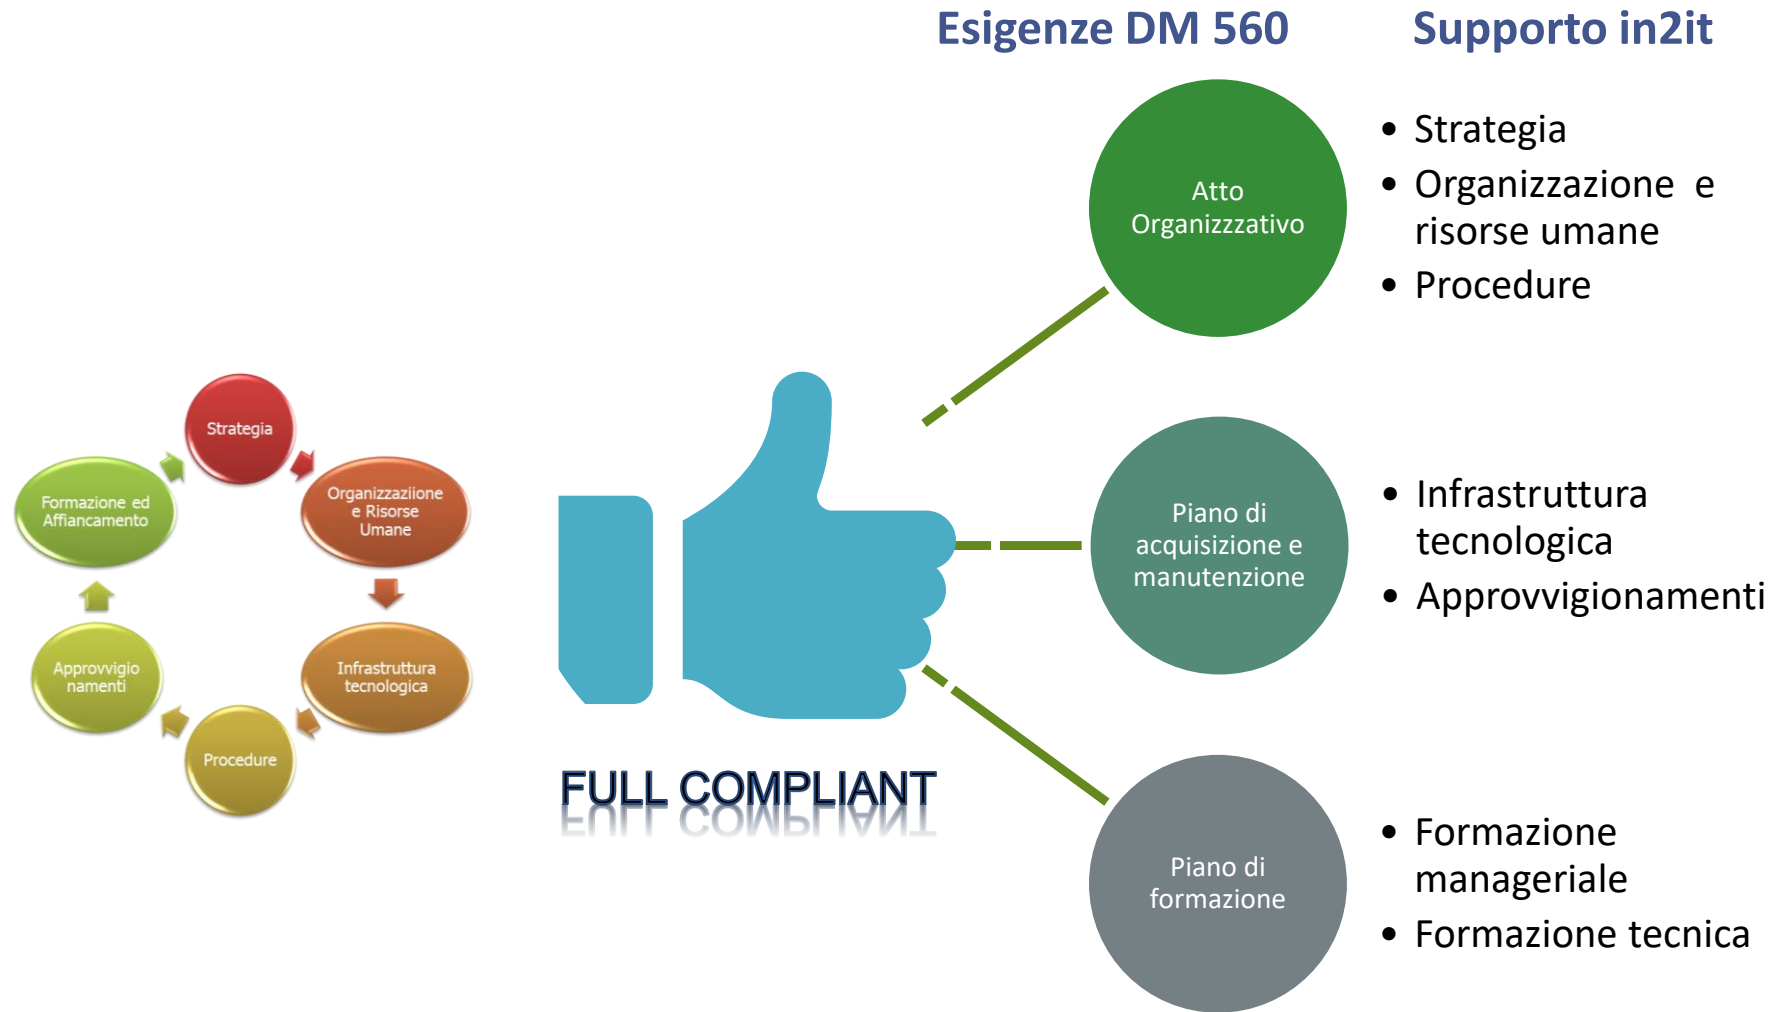 Esigenze DM 560
Supporto in2it
Atto
Organizzzativo
• Strategia
• Organizzazione e
risorse umane
• Procedure
Strategia
Organizzaziione
e Risorse
Umane
Infrastruttura
tecnologica
Procedure
Approvvigio
namenti
Formazione ed
Affiancamento
FULL COMPLIANT
Piano di
acquisizione e
manutenzione
• Infrastruttura
tecnologica
• Approvvigionamenti
Piano di
formazione
• Formazione
manageriale
• Formazione tecnica